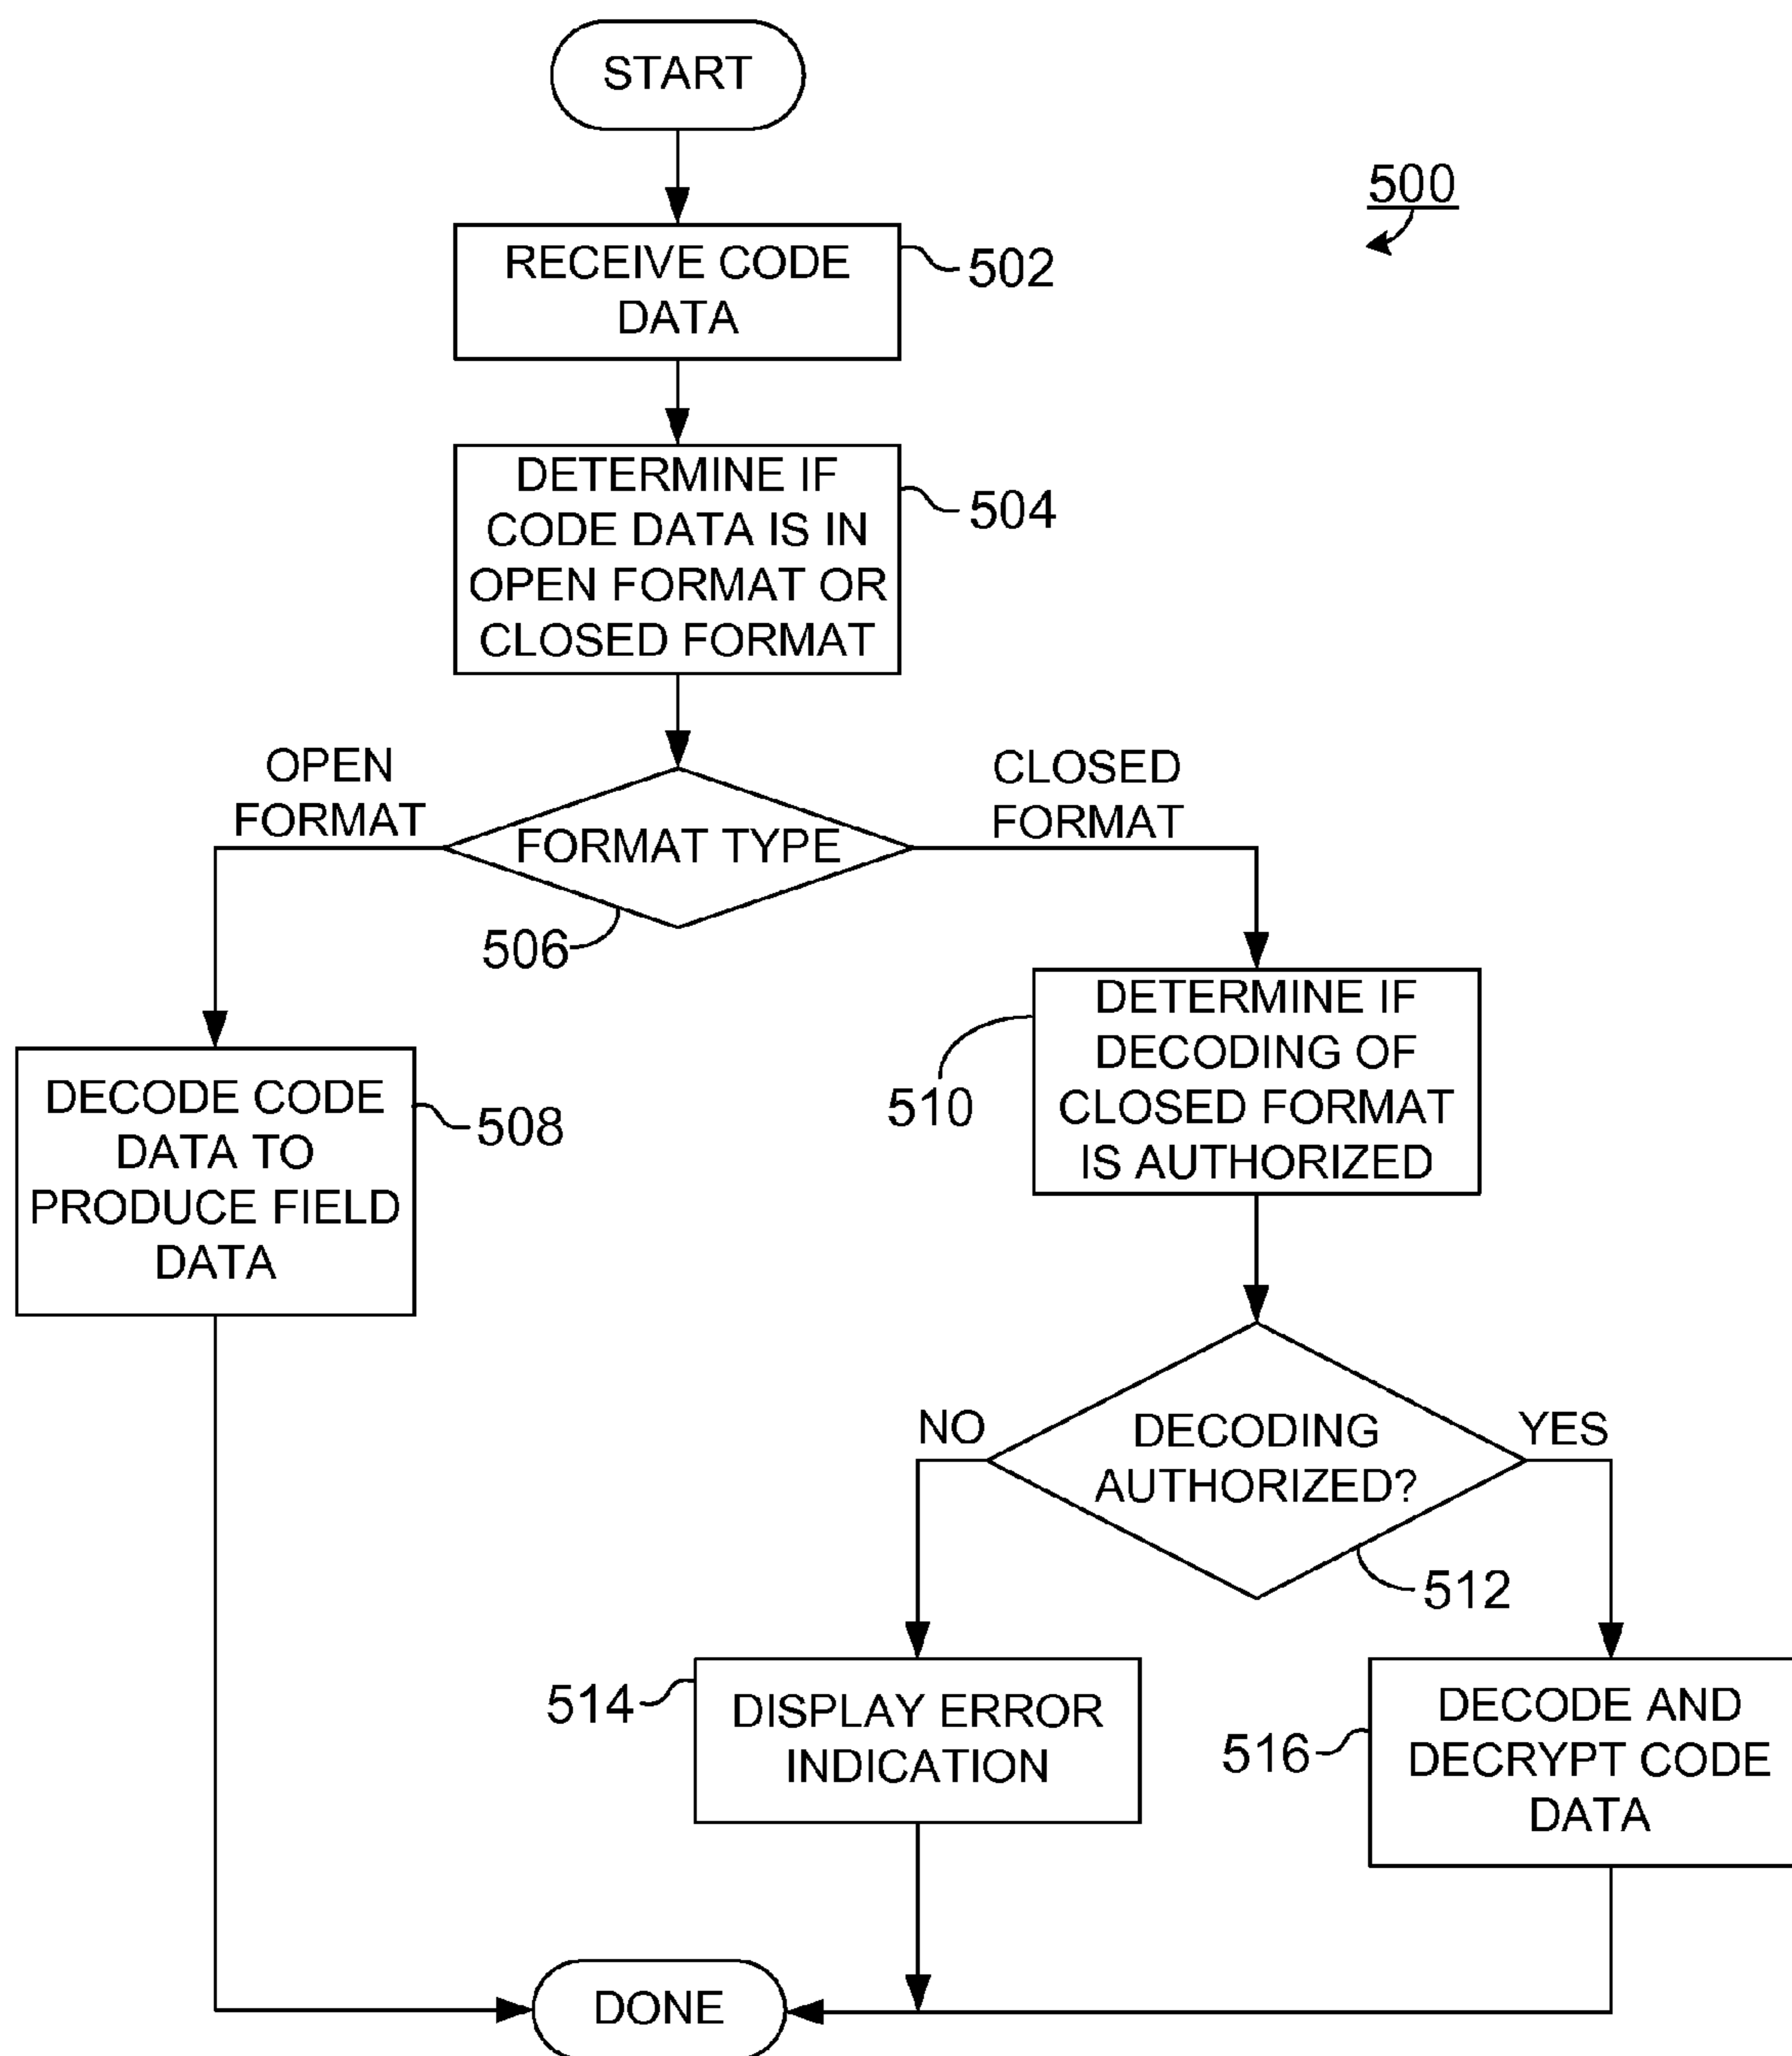 START
500
RECEIVE CODE
DATA
502
DETERMINE IF
CODE DATA IS IN
OPEN FORMAT OR
CLOSED FORMAT
504
OPEN
FORMAT
CLOSED
FORMAT
FORMAT TYPE
506
DECODE CODE
DATA TO
PRODUCE FIELD
DATA
508
DETERMINE IF
DECODING OF
CLOSED FORMAT
IS AUTHORIZED
510
NO
DECODING
AUTHORIZED?
YES
512
514
DISPLAY ERROR
INDICATION
516
DECODE AND
DECRYPT CODE
DATA
DONE